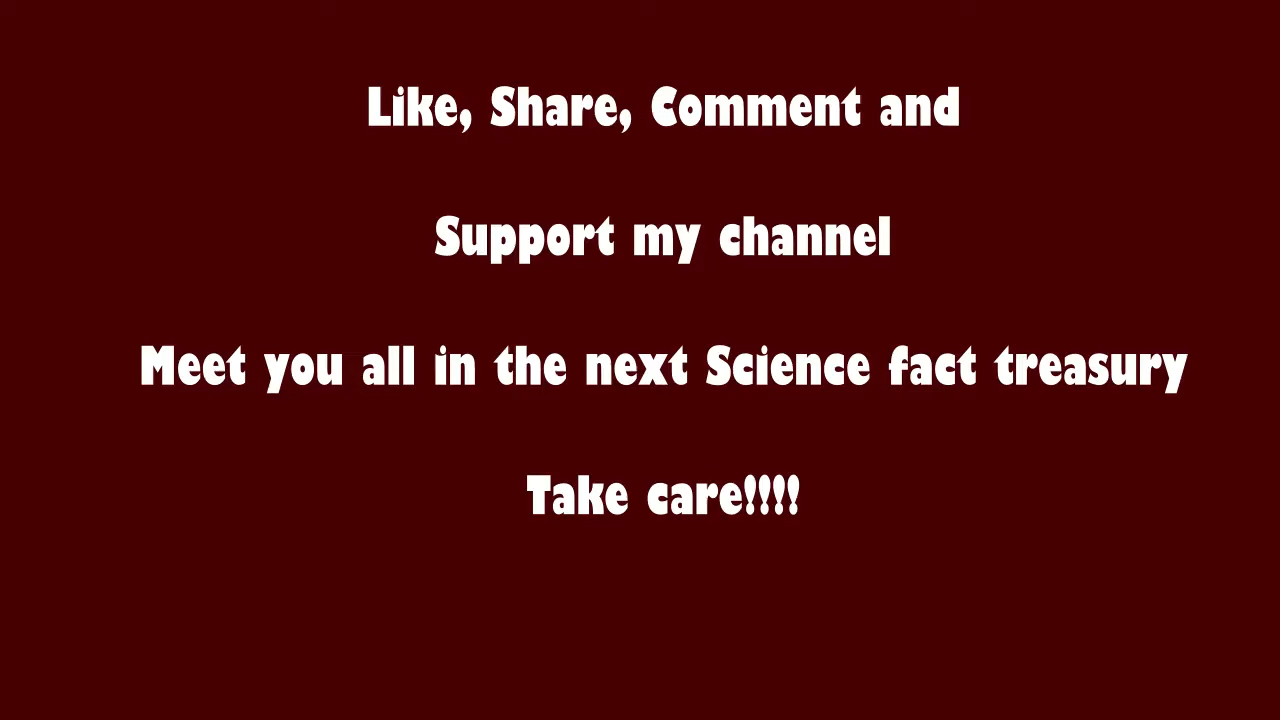 Like, Share, Comment and
Support my channel
Meet you all in the next Science fact treasury
Take care!!!!